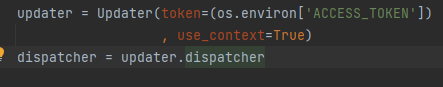 updater = Updater(token=(os.environ['ACCESS_TOKEN'])
, use_context=True)
dispatcher = updater.dispatcher